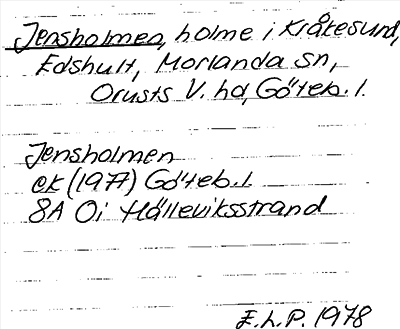 Jensholmen, holme i Kråkesund,
Edshult, Morlanda sn,
Orusts V. hd, Göteb. l.
Jensholmen
ek (1977) Göteb. l.
8A Oi Hälleviksstrand
E.L.P. 1978